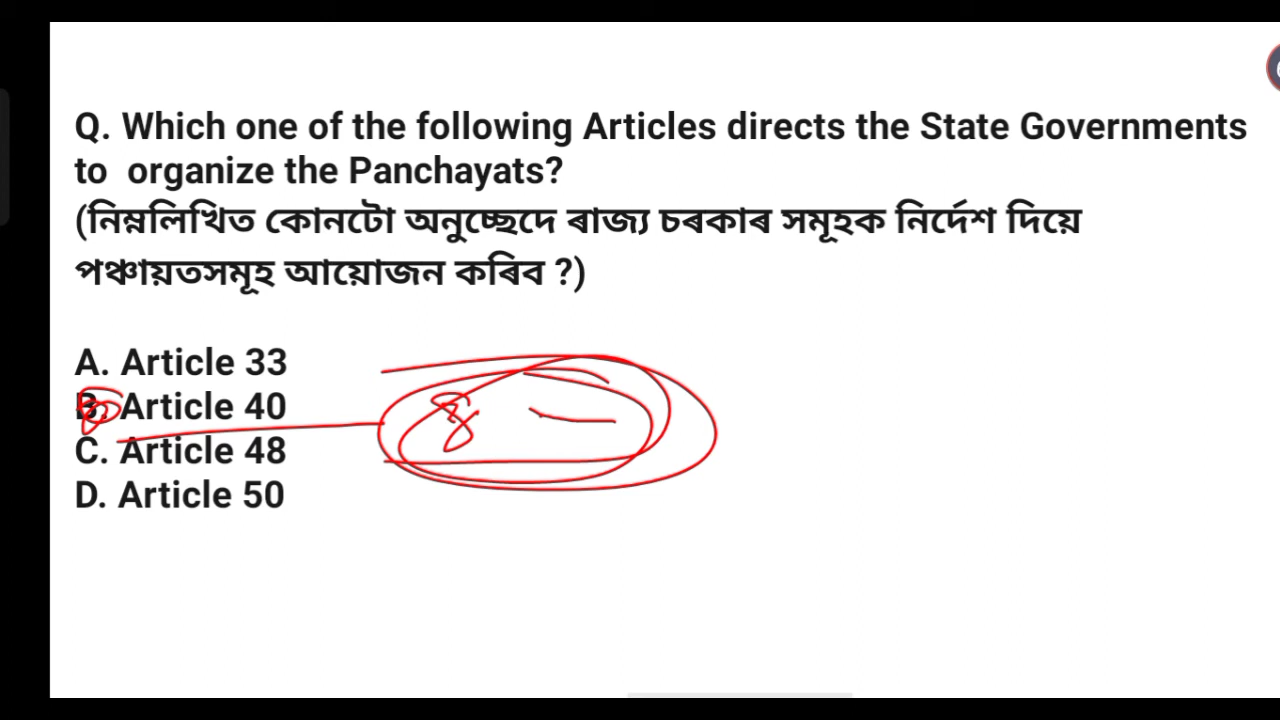 Q. Which one of the following Articles directs the State Governments
to organize the Panchayats?
(নিম্নলিখিত কোনটো অনুচ্ছেদে ৰাজ্য চৰকাৰ সমূহক নিৰ্দেশ দিয়ে
পঞ্চায়তসমূহ আয়োজন কৰিব ?)
A. Article 33
B. Article 40
C. Article 48
D. Article 50